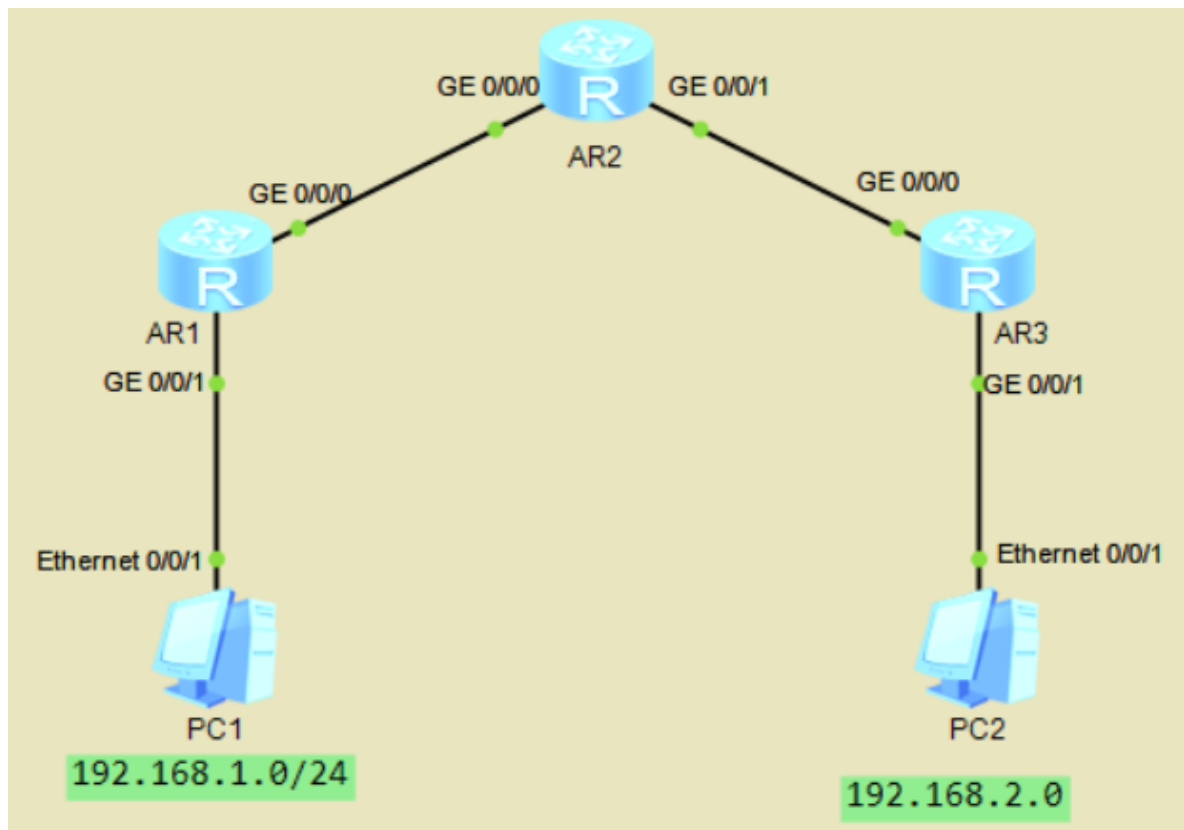 GE 0/0/0
GE 0/0/1
R
AR2
GE 0/0/0
GE 0/0/0
R
R
AR1
AR3
GE 0/0/1
GE 0/0/1
Ethernet 0/0/1
Ethernet 0/0/1
PC1
PC2
192.168.1.0/24
192.168.2.0